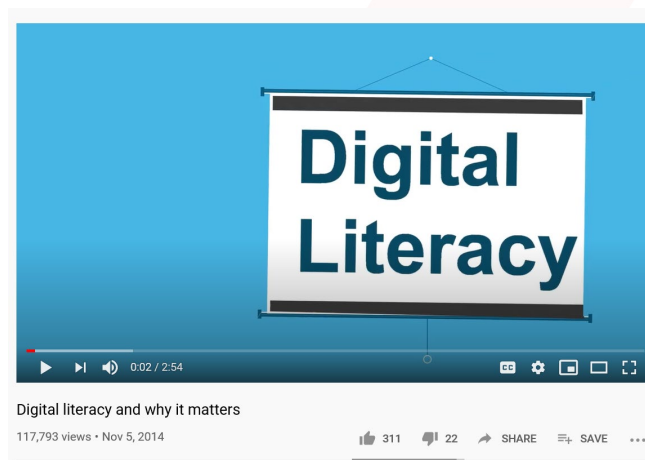 Digital
Literacy
0:02 / 2:54
CC
Digital literacy and why it matters
117,793 views • Nov 5, 2014
311 22 SHARE SAVE